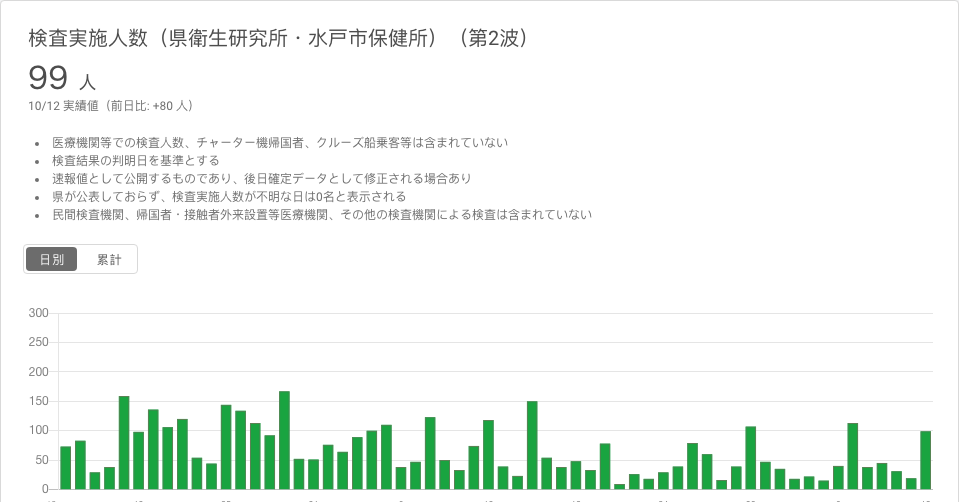 検査実施人数（県衛生研究所・水戸市保健所）（第2波）
99 人
10/12 実績値（前日比: +80 人）
• 医療機関等での検査人数、チャーター機帰国者、クルーズ船乗客等は含まれていない
• 検査結果の判明日を基準とする
• 速報値として公開するものであり、後日確定データとして修正される場合あり
• 県が公表しておらず、検査実施人数が不明な日は0名と表示される
• 民間検査機関、帰国者・接触者外来設置等医療機関、その他の検査機関による検査は含まれていない
日別 累計
300
250
200
150
100
50
0